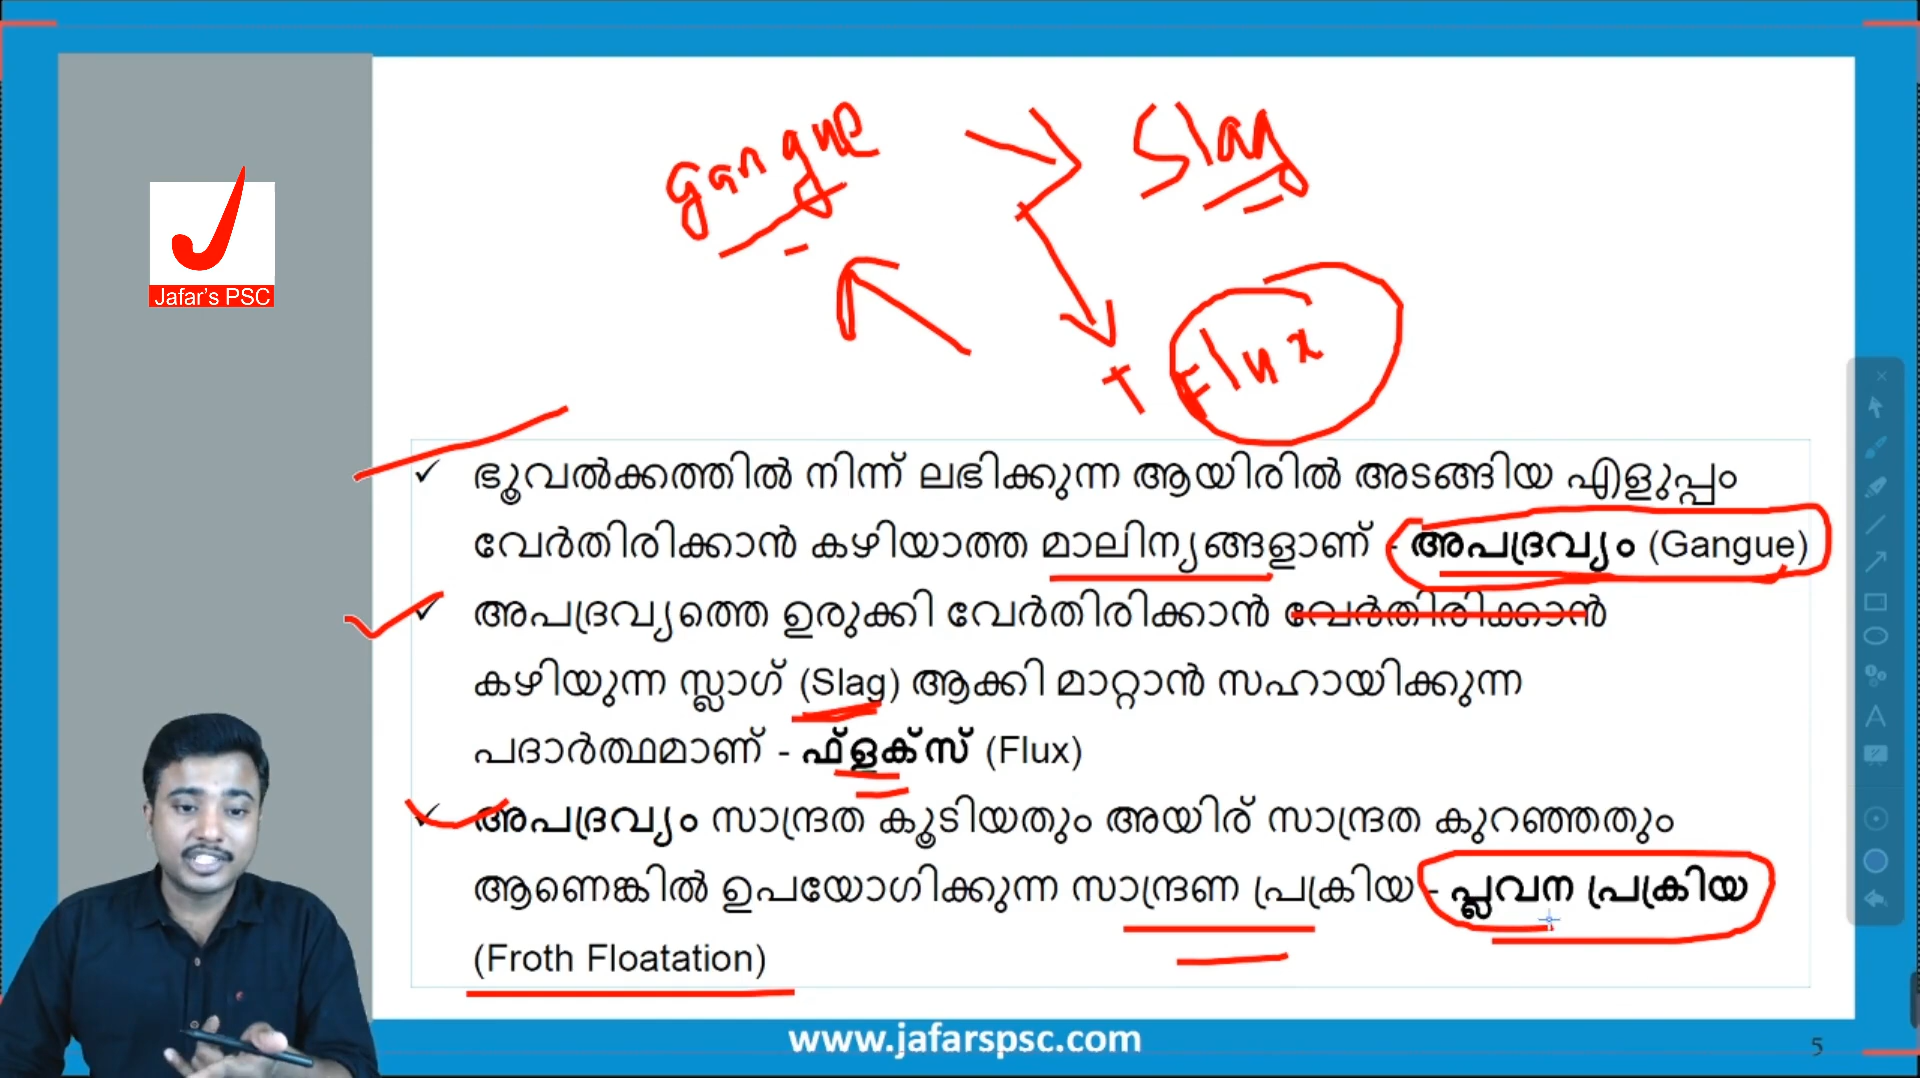 gangue
Slag
Flux
Jafar's PSC
ഭൂവൽക്കത്തിൽ നിന്ന് ലഭിക്കുന്ന ആയിരിൽ അടങ്ങിയ എളുപ്പം
വേർതിരിക്കാൻ കഴിയാത്ത മാലിന്യങ്ങളാണ് - അപദ്രവ്യം (Gangue)
അപദ്രവ്യത്തെ ഉരുക്കി വേർതിരിക്കാൻ വേർതിരിക്കാൻ
കഴിയുന്ന സ്ലാഗ് (Slag) ആക്കി മാറ്റാൻ സഹായിക്കുന്ന
പദാർത്ഥമാണ് - ഫ്ളക്സ് (Flux)
അപദ്രവ്യം സാന്ദ്രത കൂടിയതും അയിര് സാന്ദ്രത കുറഞ്ഞതും
ആണെങ്കിൽ ഉപയോഗിക്കുന്ന സാന്ദ്രണ പ്രക്രിയ - പ്ലവന പ്രക്രിയ
(Froth Floatation)
www.jafarspsc.com
5